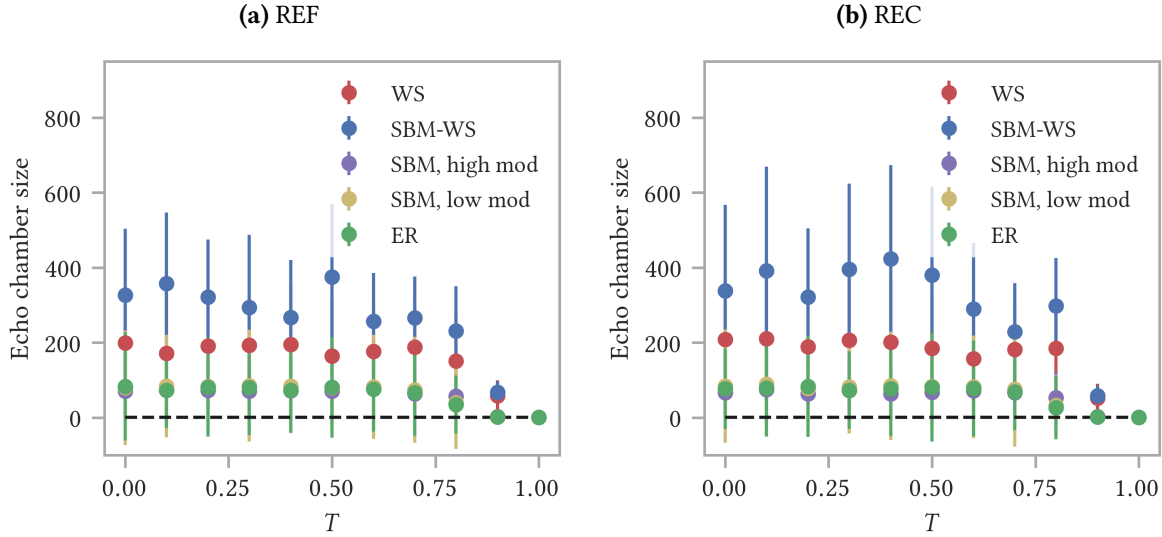 (a) REF
Echo chamber size
800
600
400
200
0
0.00
0.25
0.50
0.75
1.00
T
WS
SBM-WS
SBM, high mod
SBM, low mod
ER
(b) REC
Echo chamber size
800
600
400
200
0
0.00
0.25
0.50
0.75
1.00
T
WS
SBM-WS
SBM, high mod
SBM, low mod
ER